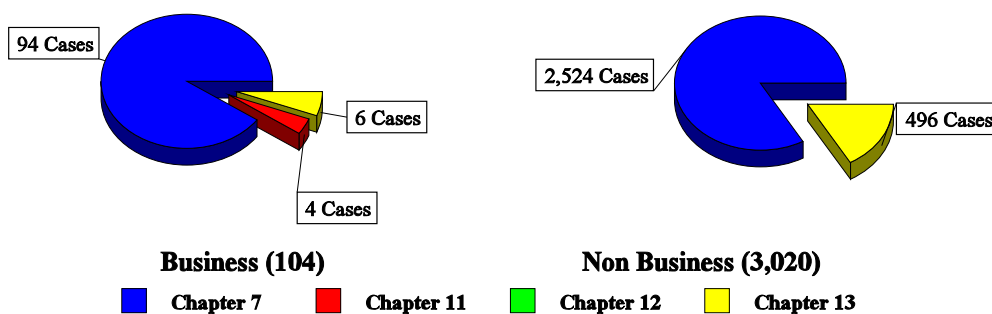 94 Cases
6 Cases
4 Cases
2,524 Cases
496 Cases
Business (104)
Non Business (3,020)
Chapter 7
Chapter 11
Chapter 12
Chapter 13